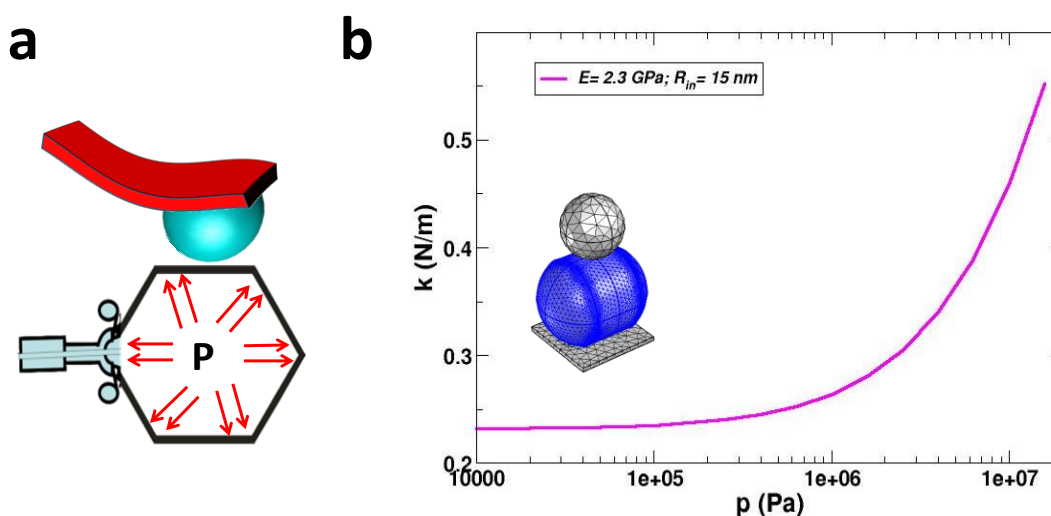 a
b
P
E= 2.3 GPa; R_in= 15 nm
k (N/m)
0.5
0.4
0.3
0.2
10000
1e+05
1e+06
1e+07
p (Pa)